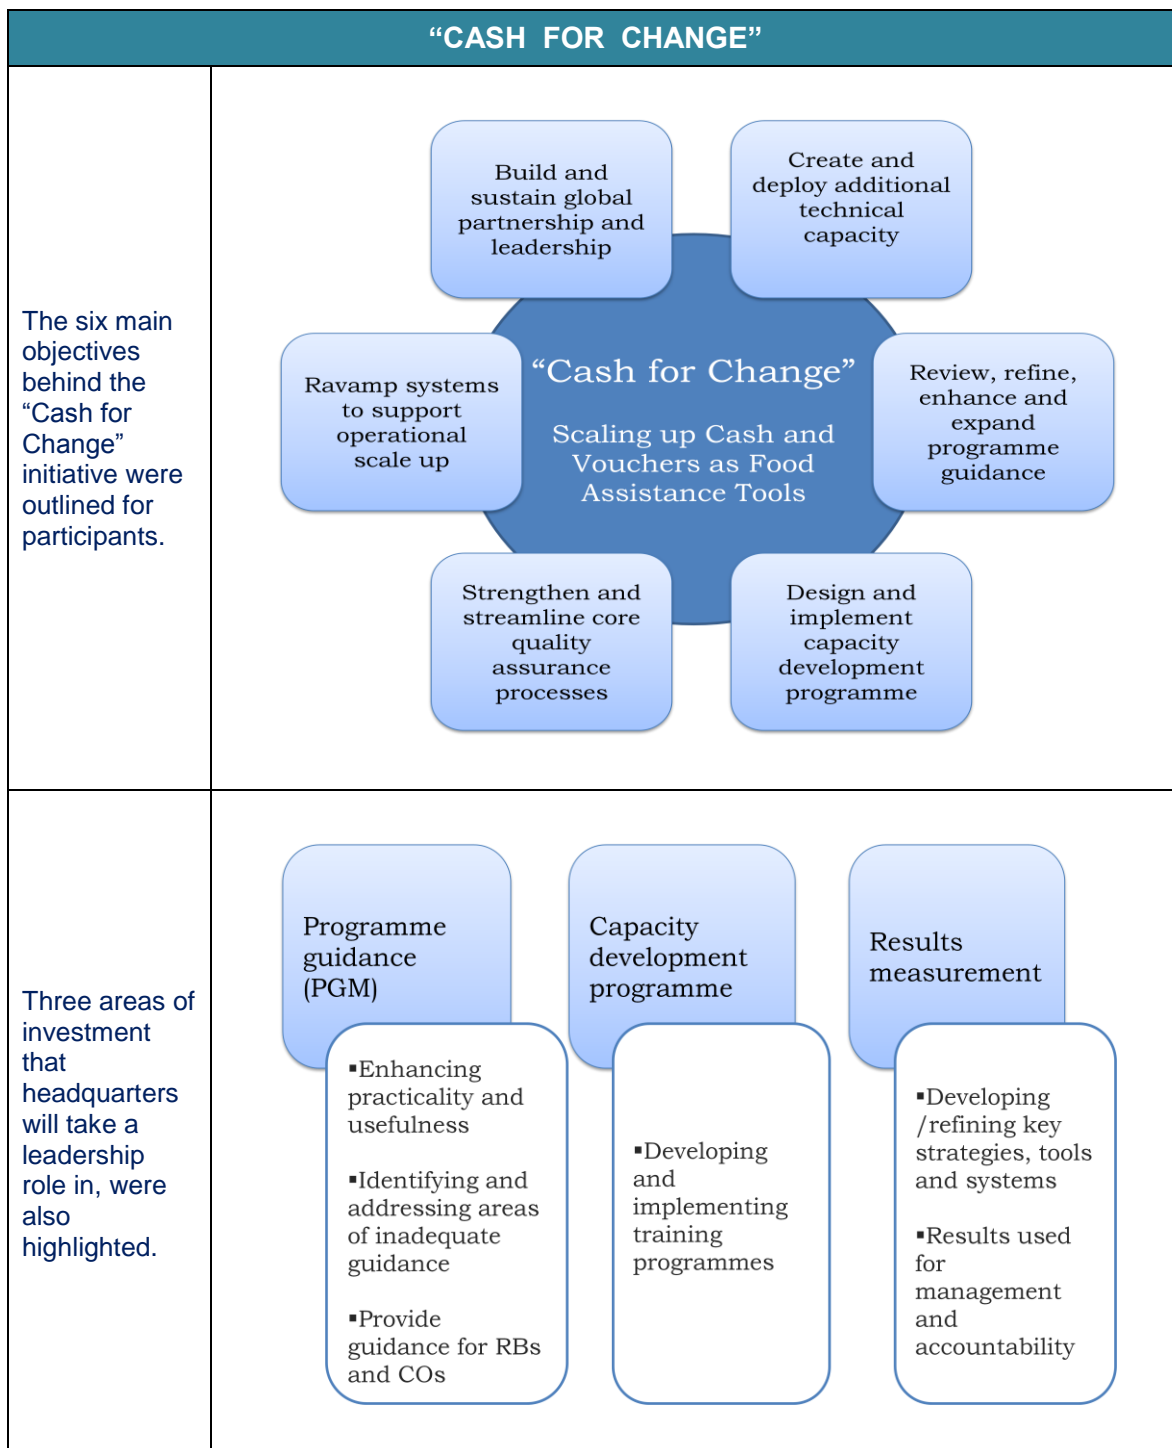 “CASH FOR CHANGE”
The six main
objectives
behind the
“Cash for
Change”
initiative were
outlined for
participants.
Build and
sustain global
partnership and
leadership
Create and
deploy additional
technical
capacity
Ravamp systems
to support
operational
scale up
“Cash for Change”
Scaling up Cash and
Vouchers as Food
Assistance Tools
Review, refine,
enhance and
expand
programme
guidance
Strengthen and
streamline core
quality
assurance
processes
Design and
implement
capacity
development
programme
Three areas of
investment
that
headquarters
will take a
leadership
role in, were
also
highlighted.
Programme
guidance
(PGM)
▪Enhancing
practicality and
usefulness
▪Identifying and
addressing areas
of inadequate
guidance
▪Provide
guidance for RBs
and COs
Capacity
development
programme
▪Developing
and
implementing
training
programmes
Results
measurement
▪Developing
/refining key
strategies, tools
and systems
▪Results used
for
management
and
accountability